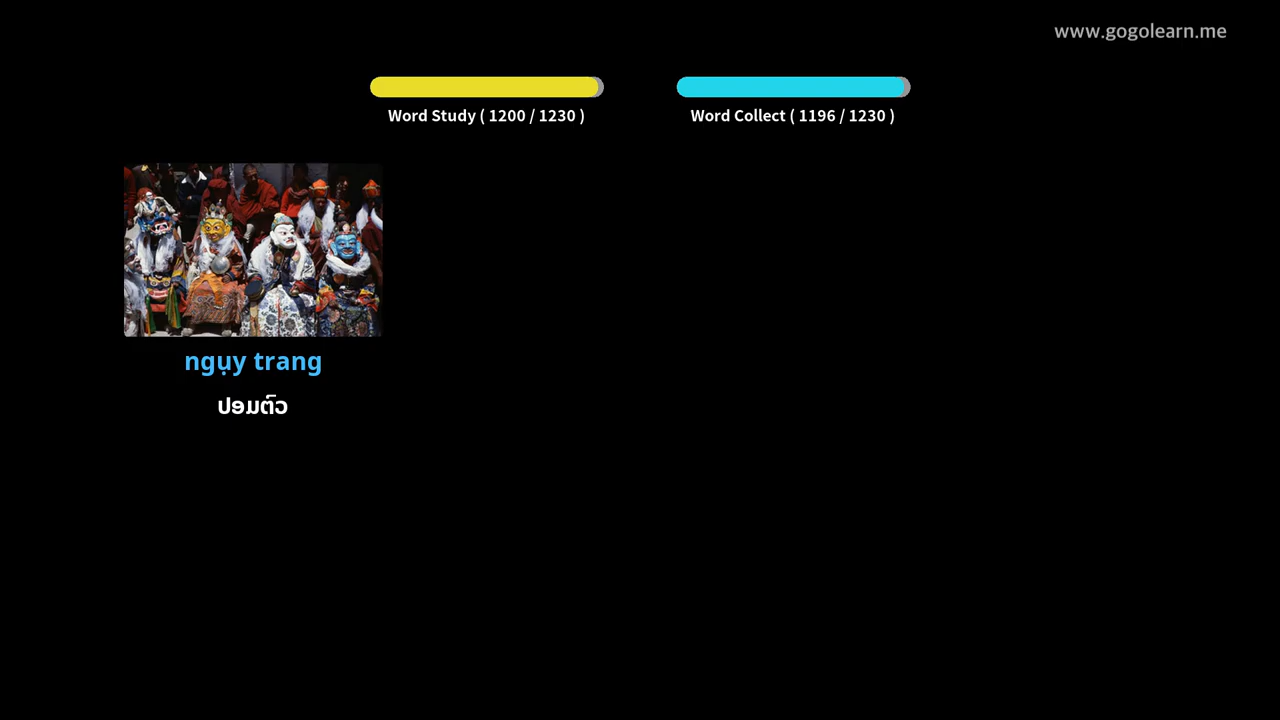 www.gogolearn.me
Word Study ( 1200 / 1230 )
Word Collect ( 1196 / 1230 )
ngụy trang
ປອມຕົວ